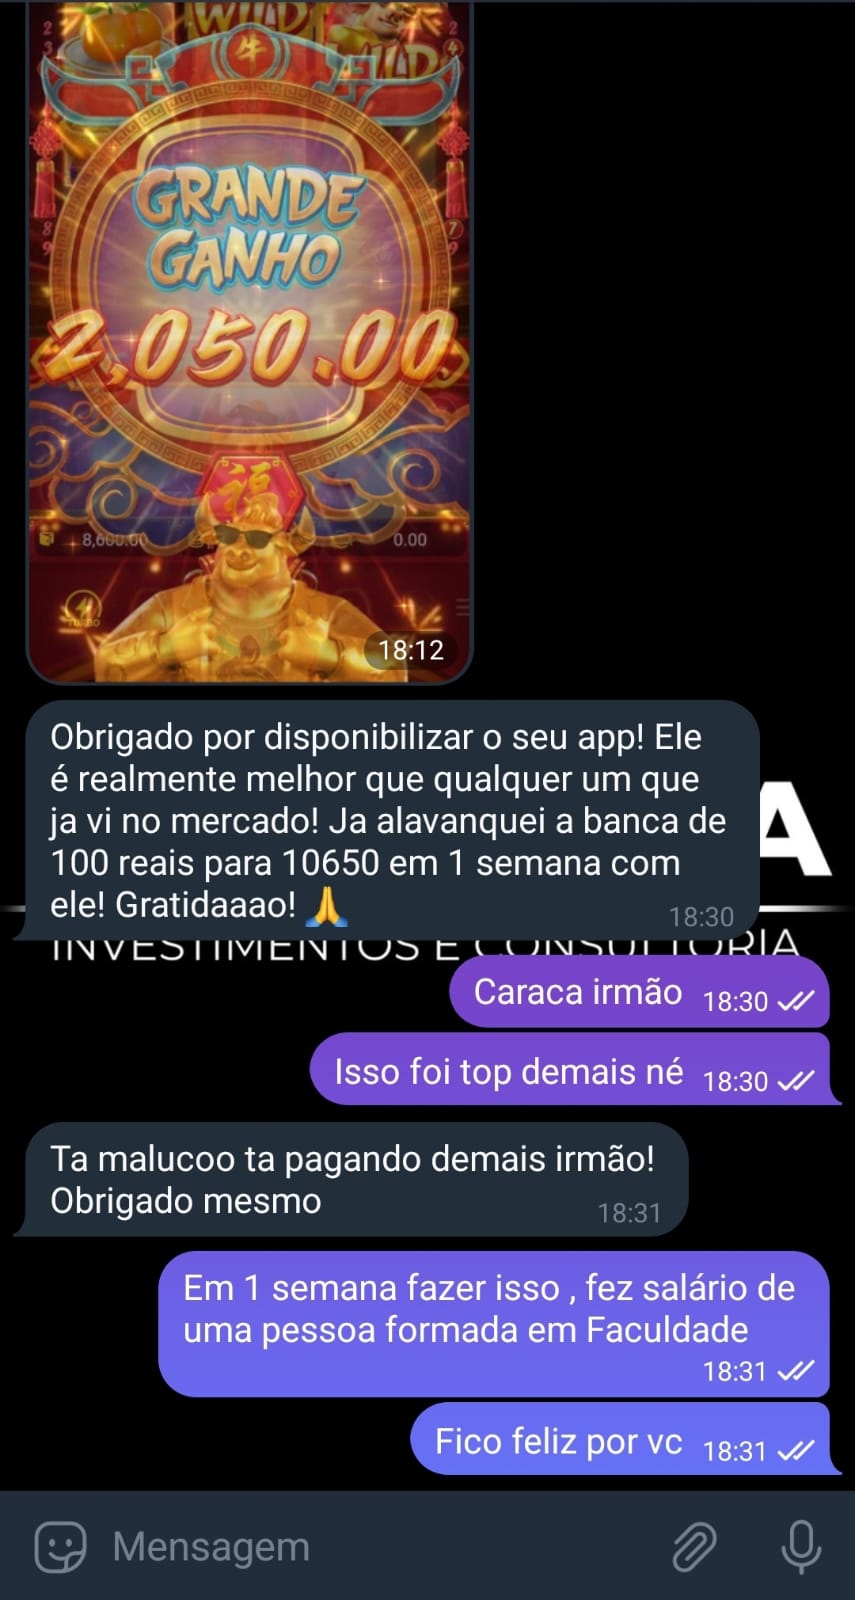 WILD
WILD
牛
GRANDE
GANHO
2,050.00
福
8,600.00
0.00
TURBO
18:12
Obrigado por disponibilizar o seu app! Ele
é realmente melhor que qualquer um que
ja vi no mercado! Ja alavanquei a banca de
100 reais para 10650 em 1 semana com
ele! Gratidaaao! 🙏
18:30
A
INVESTIMENTOS E CONSULTORIA
Caraca irmão 18:30
Isso foi top demais né 18:30
Ta malucoo ta pagando demais irmão!
Obrigado mesmo
18:31
Em 1 semana fazer isso , fez salário de
uma pessoa formada em Faculdade
18:31
Fico feliz por vc 18:31
Mensagem